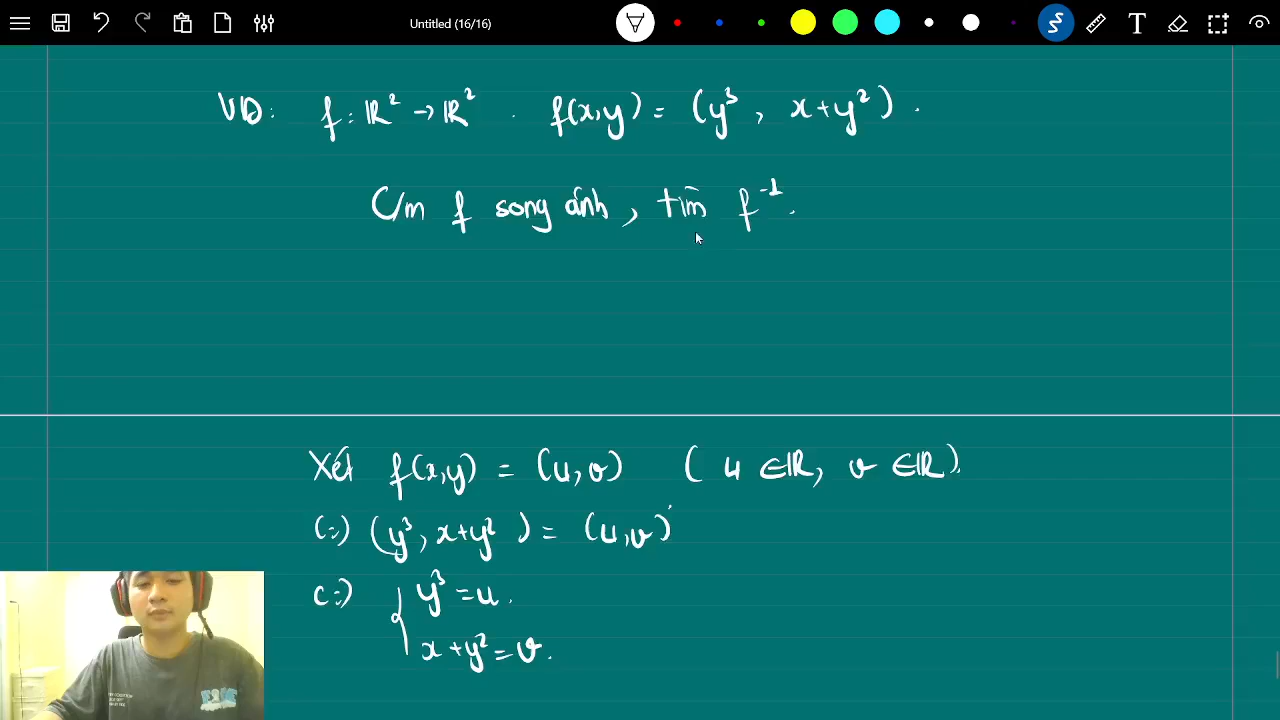 Untitled (16/16)
VD: f: ℝ² → ℝ². f(x,y) = (y³, x+y²).
C/m f song ánh, tìm f⁻¹.
Xét f(x,y) = (u,v) (u ∈ ℝ, v ∈ ℝ).
(=) (y³, x+y²) = (u,v)
(=) { y³ = u.
x + y² = v.